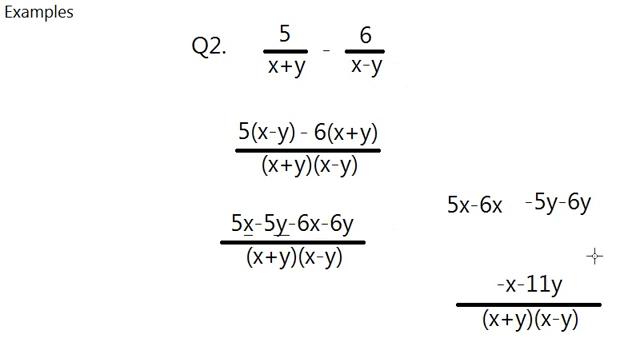 Examples
Q2. 5/(x+y) - 6/(x-y)
5(x-y) - 6(x+y)
(x+y)(x-y)
5x-5y-6x-6y
(x+y)(x-y)
5x-6x -5y-6y
-x-11y
(x+y)(x-y)